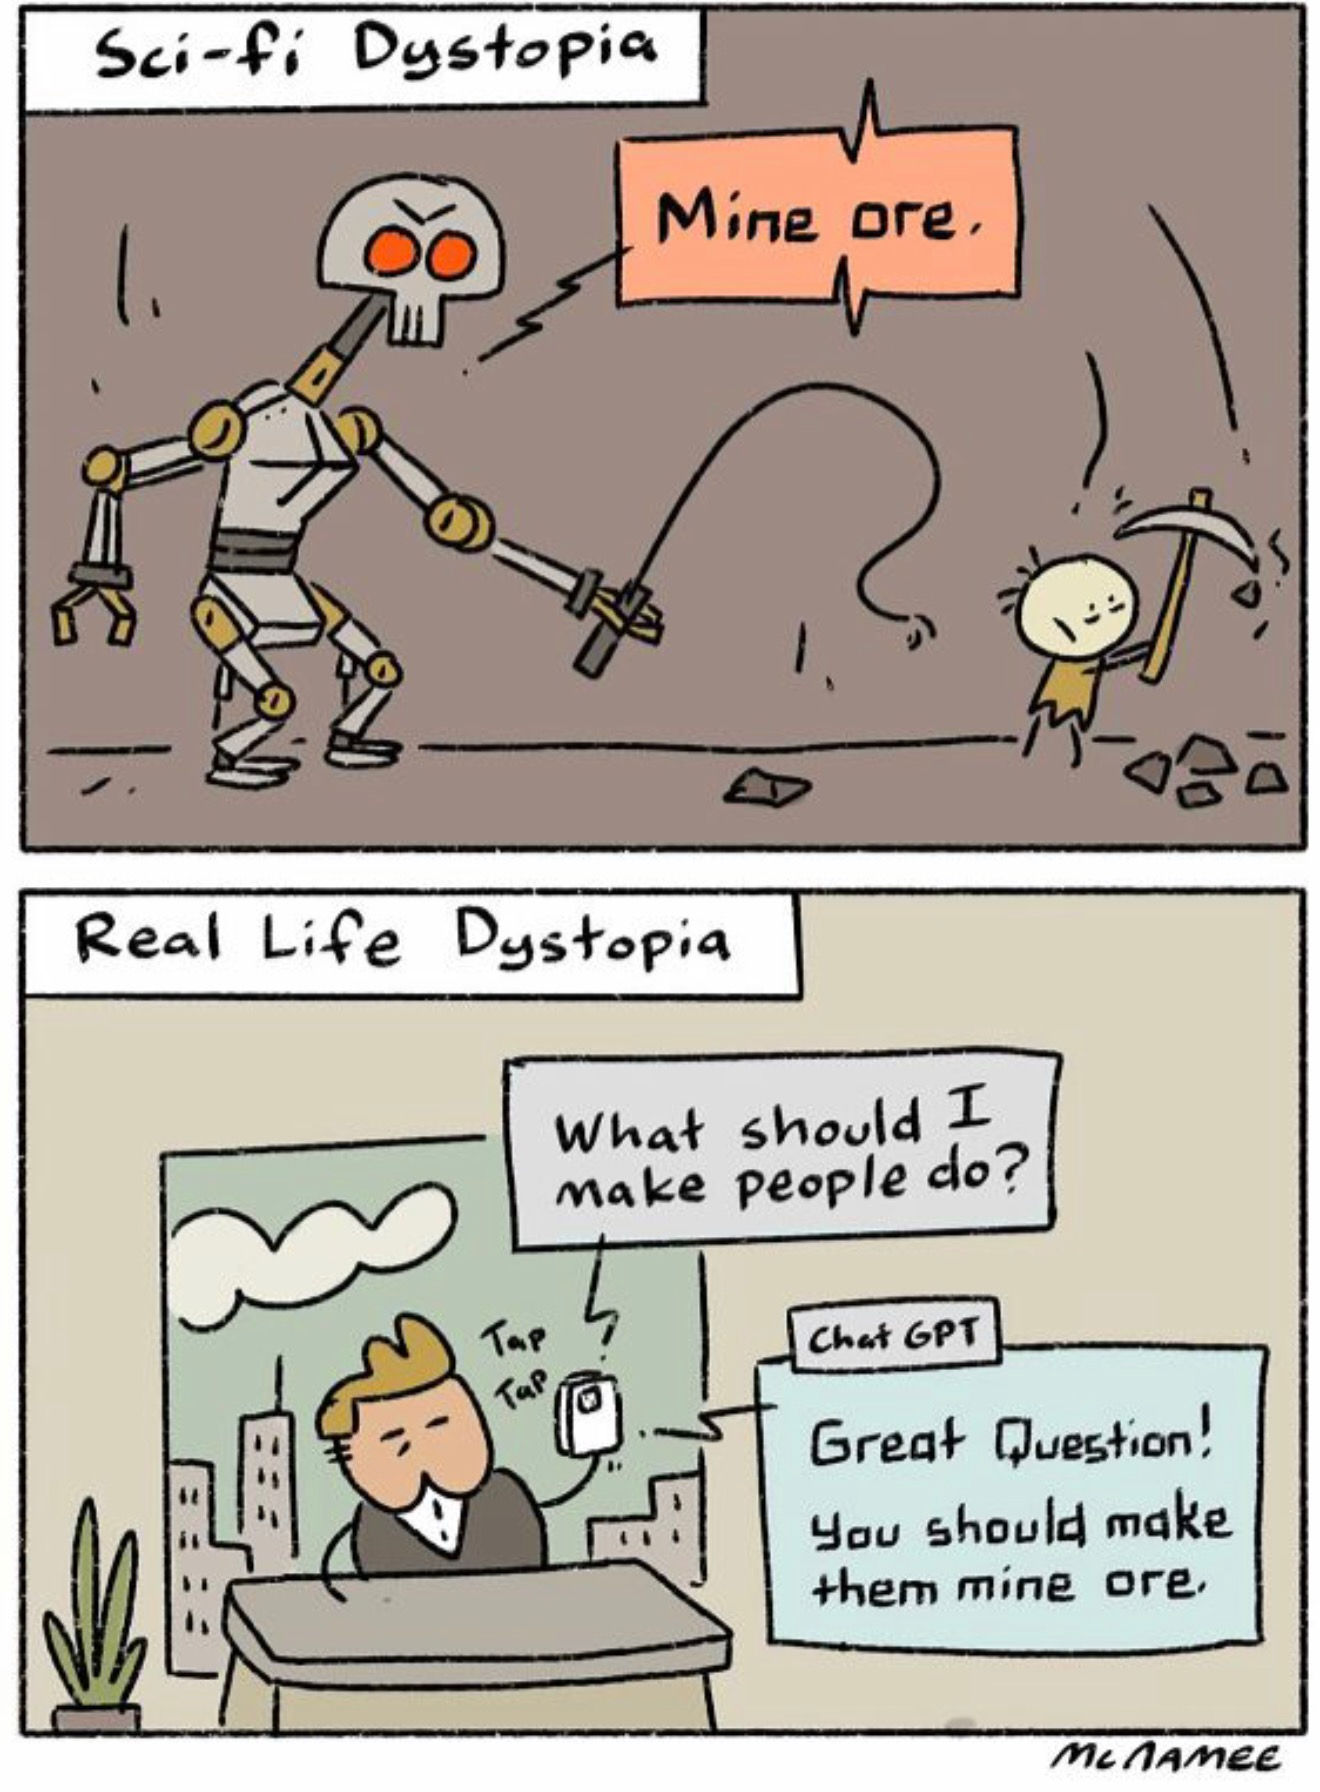 Sci-fi Dystopia
Mine ore.
Real Life Dystopia
What should I
make people do?
Tap
Tap
Chat GPT
Great Question!
You should make
them mine ore.
McNAMEE